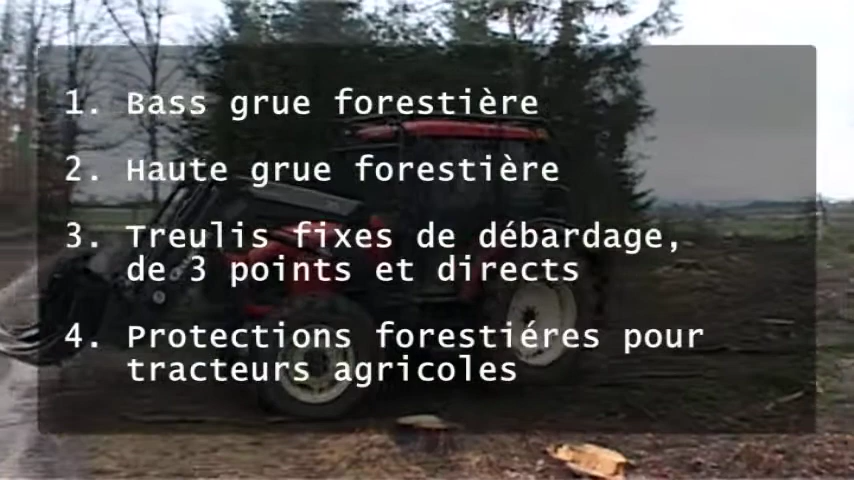 1. Bass grue forestière
2. Haute grue forestière
3. Treulis fixes de débardage,
de 3 points et directs
4. Protections forestiéres pour
tracteurs agricoles